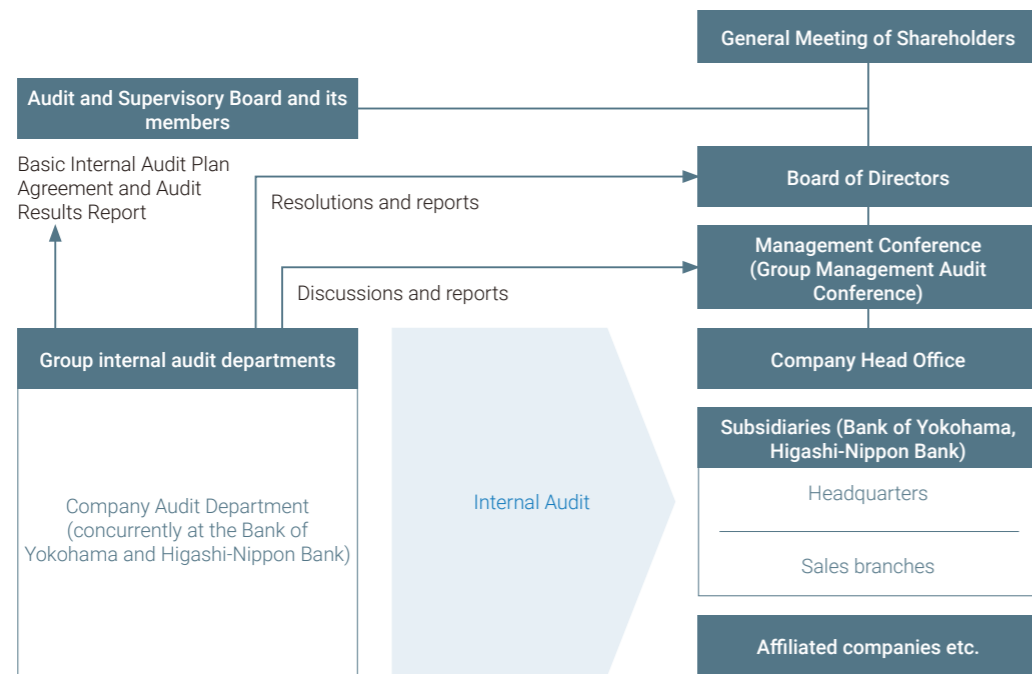 General Meeting of Shareholders
Audit and Supervisory Board and its
members
Basic Internal Audit Plan
Agreement and Audit
Results Report
Resolutions and reports
Board of Directors
Discussions and reports
Management Conference
(Group Management Audit
Conference)
Group internal audit departments
Company Audit Department
(concurrently at the Bank of
Yokohama and Higashi-Nippon Bank)
Internal Audit
Company Head Office
Subsidiaries (Bank of Yokohama,
Higashi-Nippon Bank)
Headquarters
Sales branches
Affiliated companies etc.